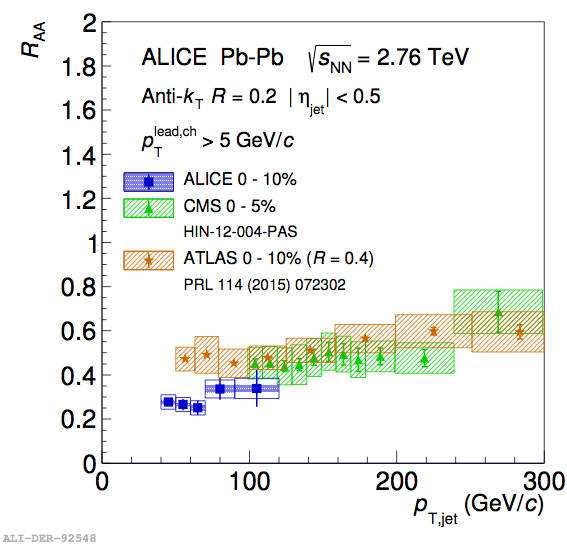 R_AA
2
1.8
1.6
1.4
1.2
1
0.8
0.6
0.4
0.2
0
ALICE Pb-Pb √s_NN = 2.76 TeV
Anti-k_T R = 0.2 | η_jet| < 0.5
p_T^lead,ch > 5 GeV/c
ALICE 0 - 10%
CMS 0 - 5%
HIN-12-004-PAS
ATLAS 0 - 10% (R = 0.4)
PRL 114 (2015) 072302
0 100 200 300
p_T,jet (GeV/c)
ALI-DER-92548